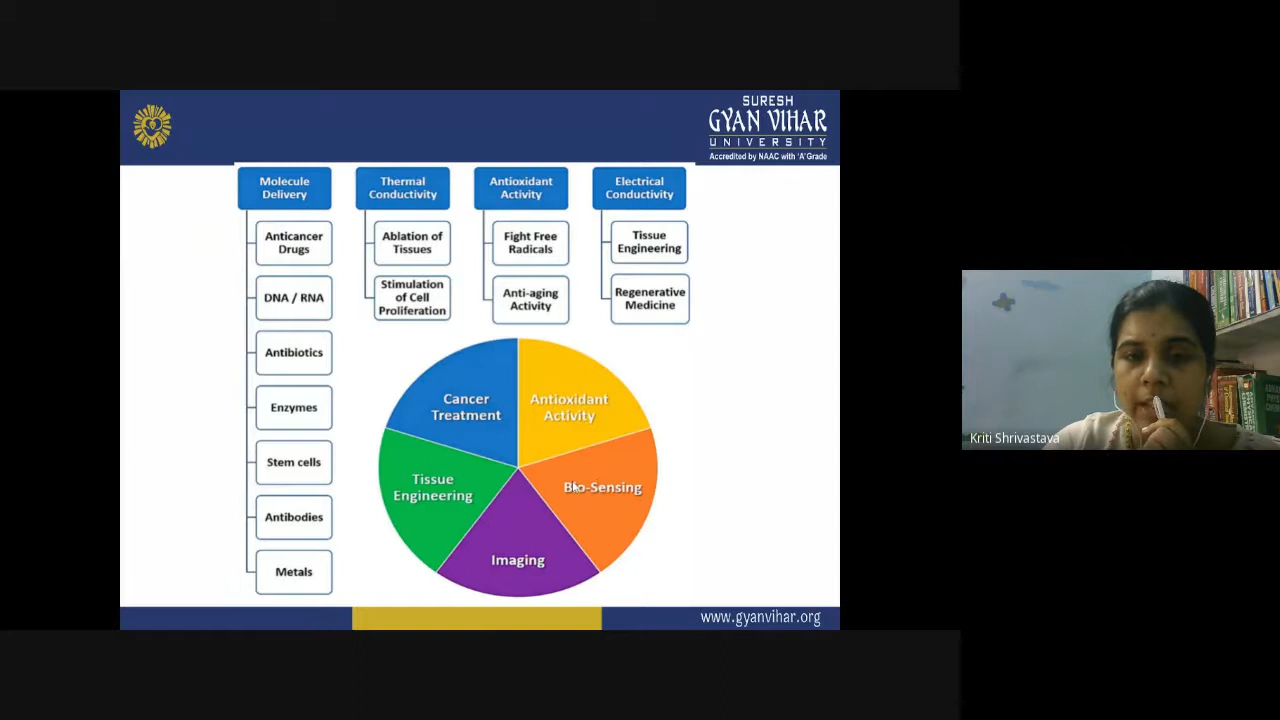 SURESH
GYAN VIHAR
UNIVERSITY
Accredited by NAAC with 'A' Grade
Molecule
Delivery
Anticancer
Drugs
DNA / RNA
Antibiotics
Enzymes
Stem cells
Antibodies
Metals
Thermal
Conductivity
Ablation of
Tissues
Stimulation
of Cell
Proliferation
Antioxidant
Activity
Fight Free
Radicals
Anti-aging
Activity
Electrical
Conductivity
Tissue
Engineering
Regenerative
Medicine
Cancer
Treatment
Antioxidant
Activity
Tissue
Engineering
Bio-Sensing
Imaging
www.gyanvihar.org
Kriti Shrivastava